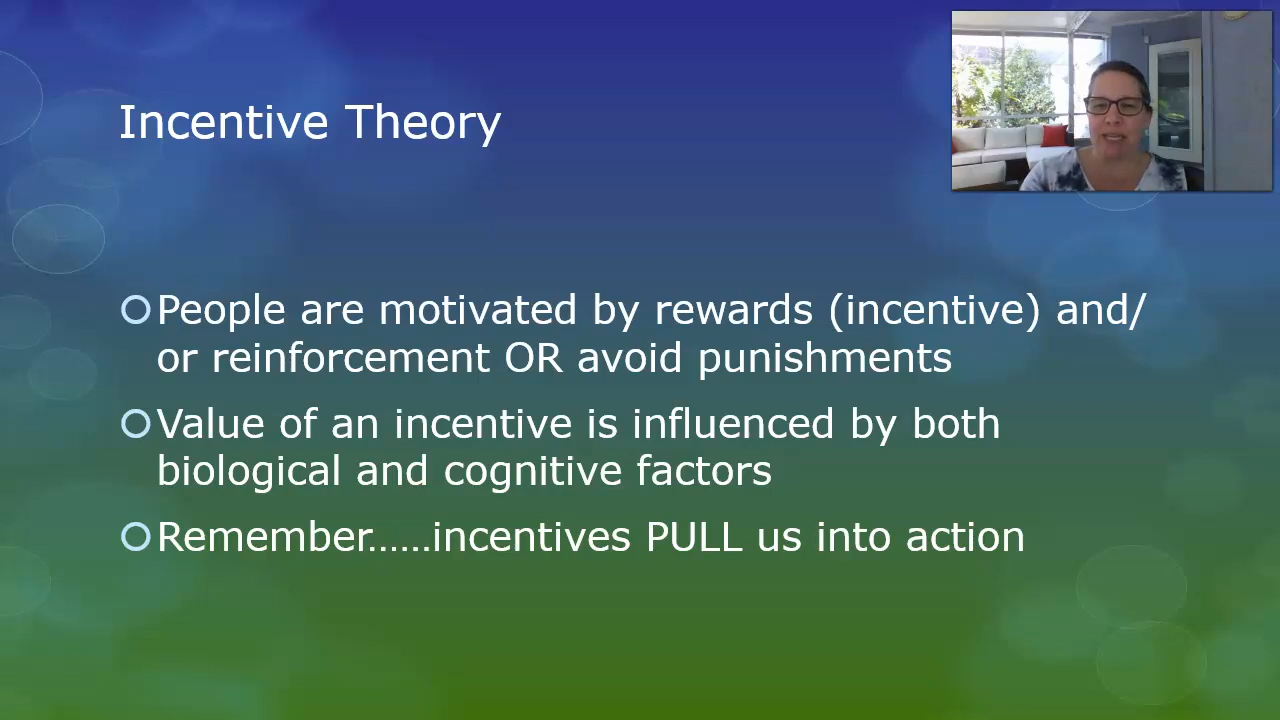 Incentive Theory
People are motivated by rewards (incentive) and/
or reinforcement OR avoid punishments
Value of an incentive is influenced by both
biological and cognitive factors
Remember……incentives PULL us into action